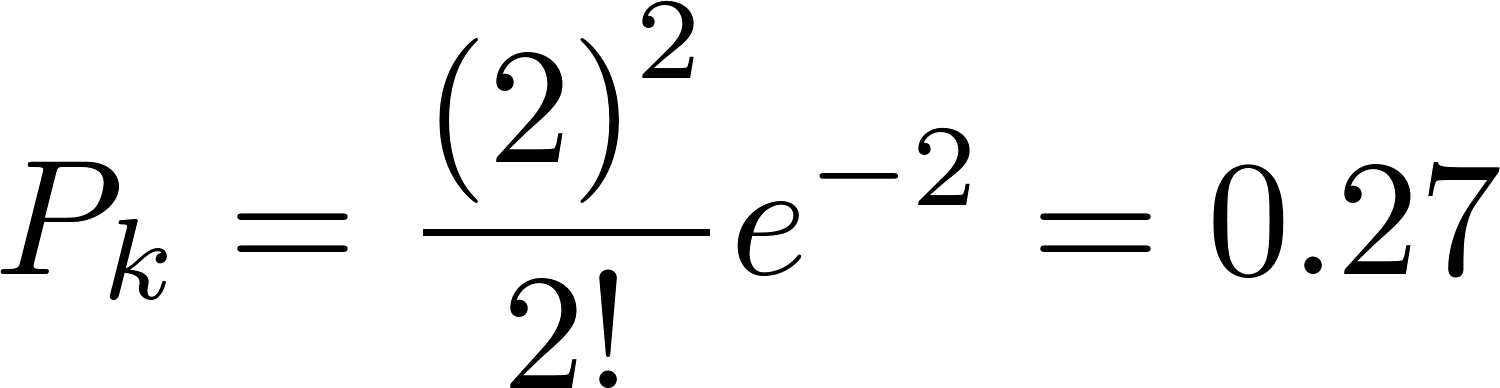 $P_k = \frac{(2)^2}{2!} e^{-2} = 0.27$